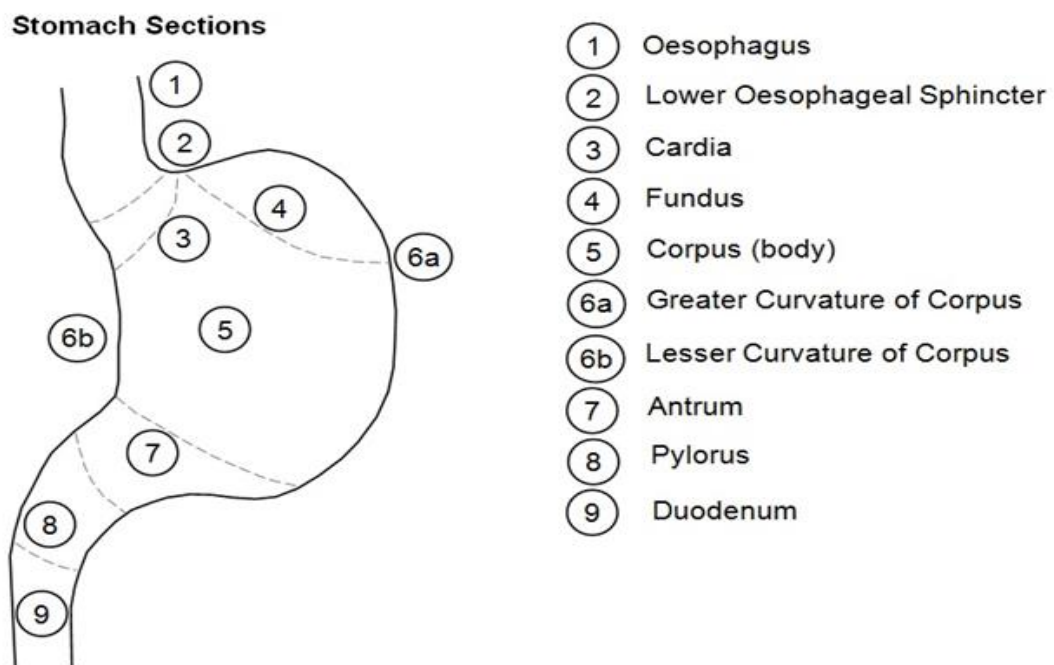 Stomach Sections
1
2
3
4
5
6a
6b
7
8
9
1 Oesophagus
2 Lower Oesophageal Sphincter
3 Cardia
4 Fundus
5 Corpus (body)
6a Greater Curvature of Corpus
6b Lesser Curvature of Corpus
7 Antrum
8 Pylorus
9 Duodenum